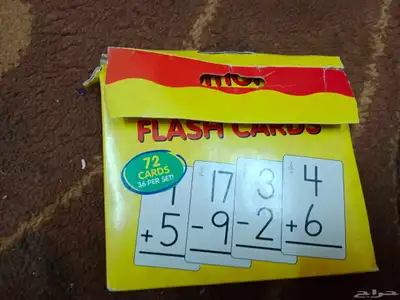 FLASH CARDS
72
CARDS
36 PER SET!
1 17 3 4
+5 -9 -2 +6
حراج